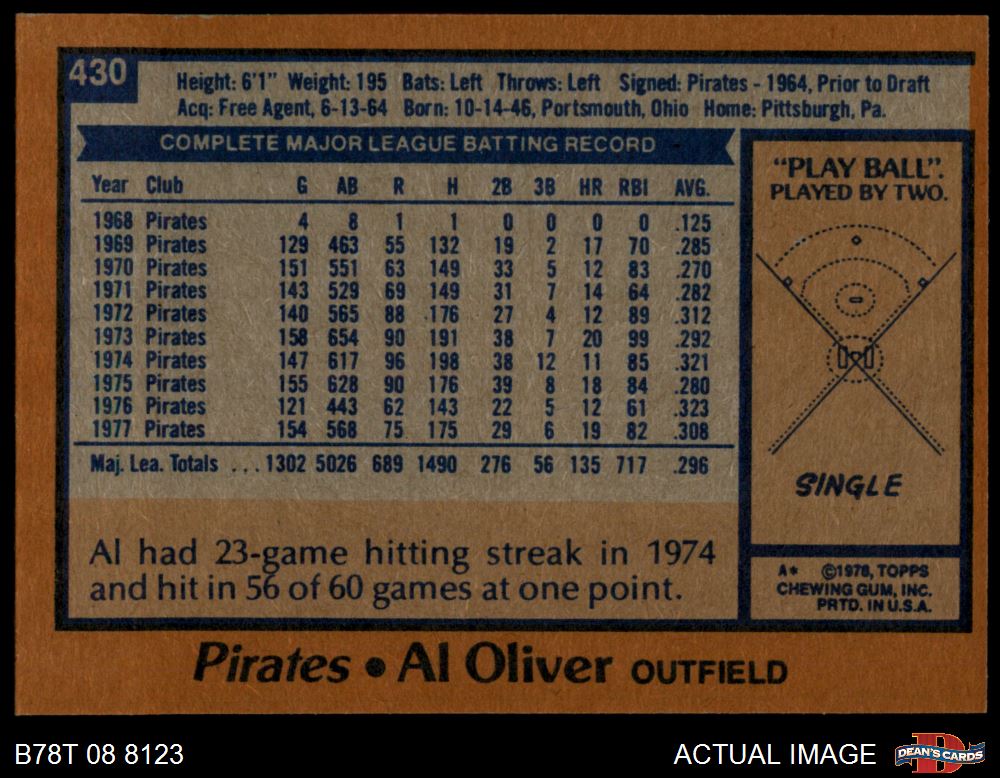 430
Height: 6'1" Weight: 195 Bats: Left Throws: Left Signed: Pirates - 1964, Prior to Draft
Acq: Free Agent, 6-13-64 Born: 10-14-46, Portsmouth, Ohio Home: Pittsburgh, Pa.
COMPLETE MAJOR LEAGUE BATTING RECORD
Year Club G AB R H 2B 3B HR RBI AVG.
1968 Pirates 4 8 1 1 0 0 0 0 .125
1969 Pirates 129 463 55 132 19 2 17 70 .285
1970 Pirates 151 551 63 149 33 5 12 83 .270
1971 Pirates 143 529 69 149 31 7 14 64 .282
1972 Pirates 140 565 88 .176 27 4 12 89 .312
1973 Pirates 158 654 90 191 38 7 20 99 .292
1974 Pirates 147 617 96 198 38 12 11 85 .321
1975 Pirates 155 628 90 176 39 8 18 84 .280
1976 Pirates 121 443 62 143 22 5 12 61 .323
1977 Pirates 154 568 75 175 29 6 19 82 .308
Maj. Lea. Totals ... 1302 5026 689 1490 276 56 135 717 .296
Al had 23-game hitting streak in 1974
and hit in 56 of 60 games at one point.
"PLAY BALL".
PLAYED BY TWO.
SINGLE
A* ©1978, TOPPS
CHEWING GUM, INC.
PRTD. IN U.S.A.
Pirates • Al Oliver OUTFIELD
B78T 08 8123
ACTUAL IMAGE
D
DEAN'S CARDS